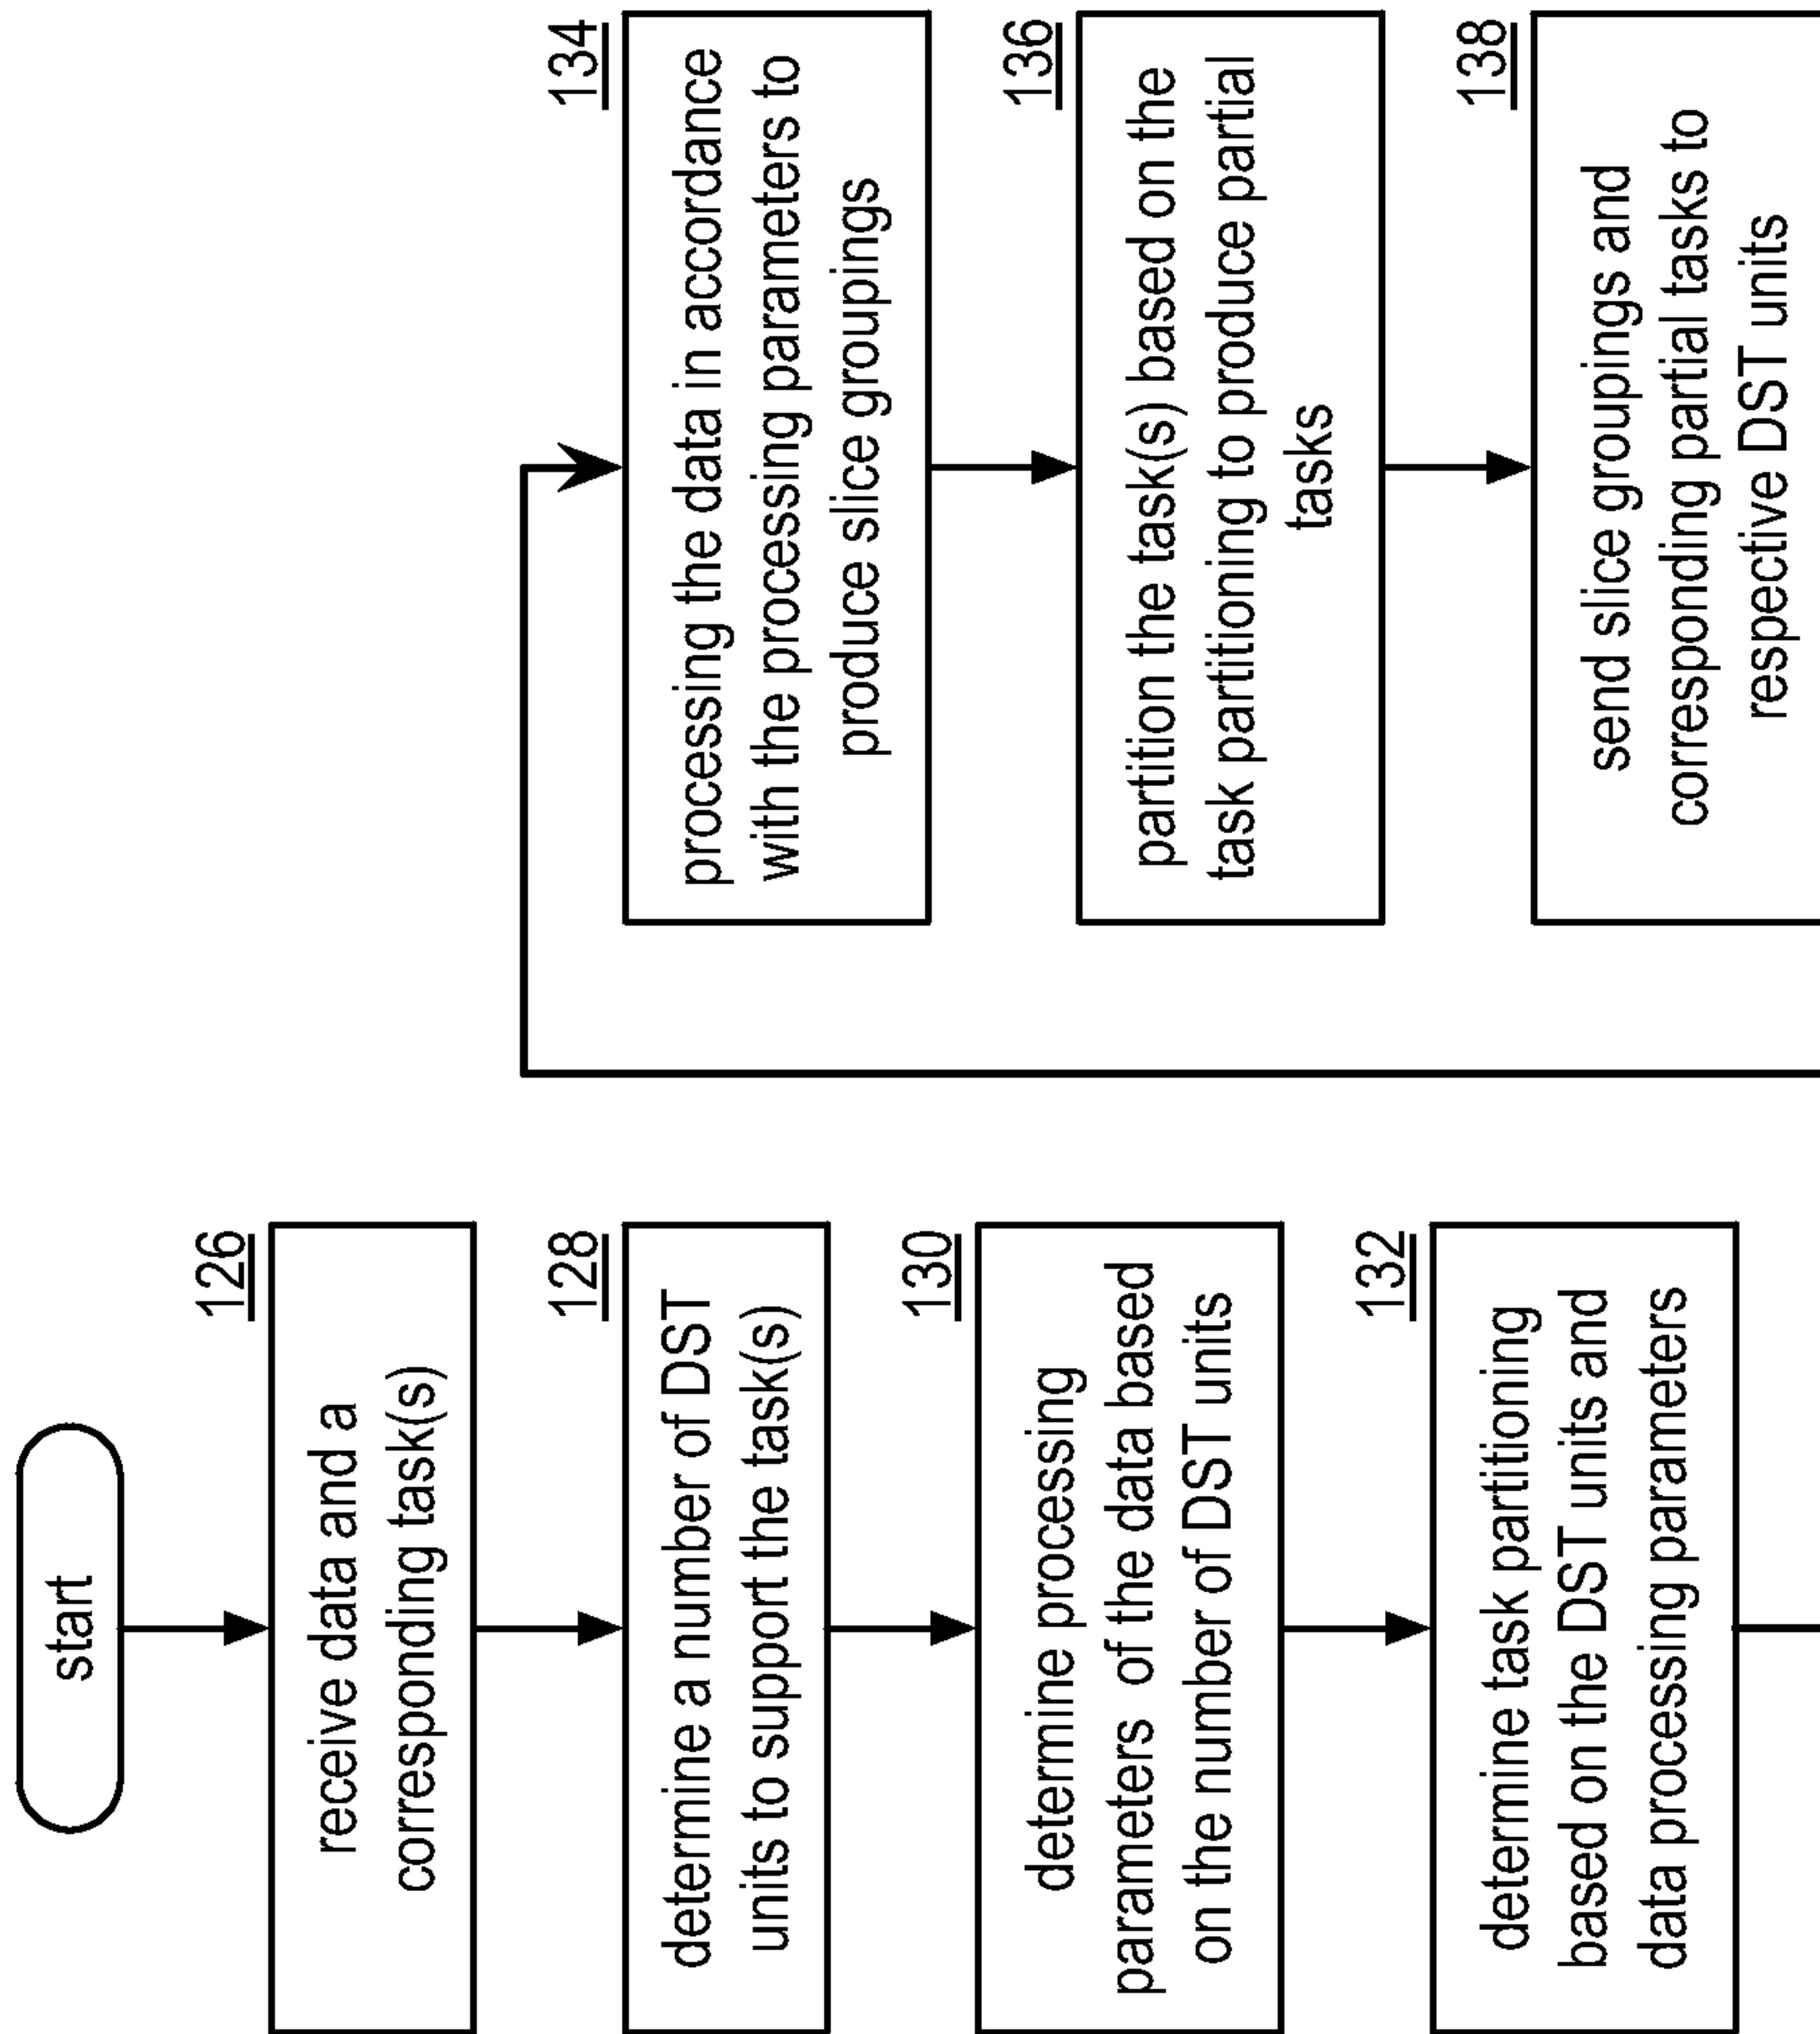 start
126
receive data and a
corresponding task(s)
128
determine a number of DST
units to support the task(s)
130
determine processing
parameters of the data based
on the number of DST units
132
determine task partitioning
based on the DST units and
data processing parameters
134
processing the data in accordance
with the processing parameters to
produce slice groupings
136
partition the task(s) based on the
task partitioning to produce partial
tasks
138
send slice groupings and
corresponding partial tasks to
respective DST units